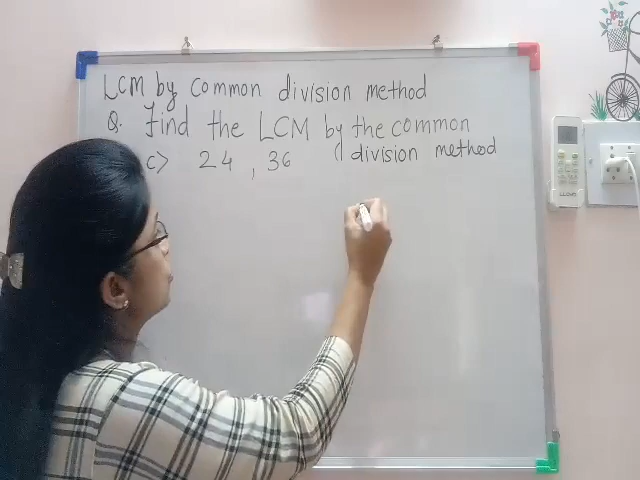 LCM by common division method
Q. Find the LCM by the common
division method
c> 24, 36